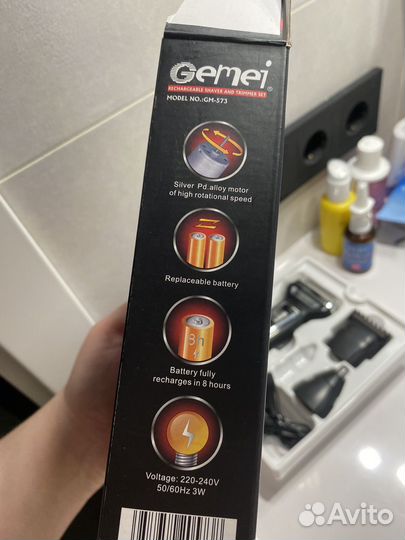 Gemei®
RECHARGEABLE SHAVER AND TRIMMER SET
MODEL NO.:GM-573
Silver Pd.alloy motor
of high rotational speed
Replaceable battery
8h
Battery fully
recharges in 8 hours
Voltage: 220-240V
50/60Hz 3W
Avito